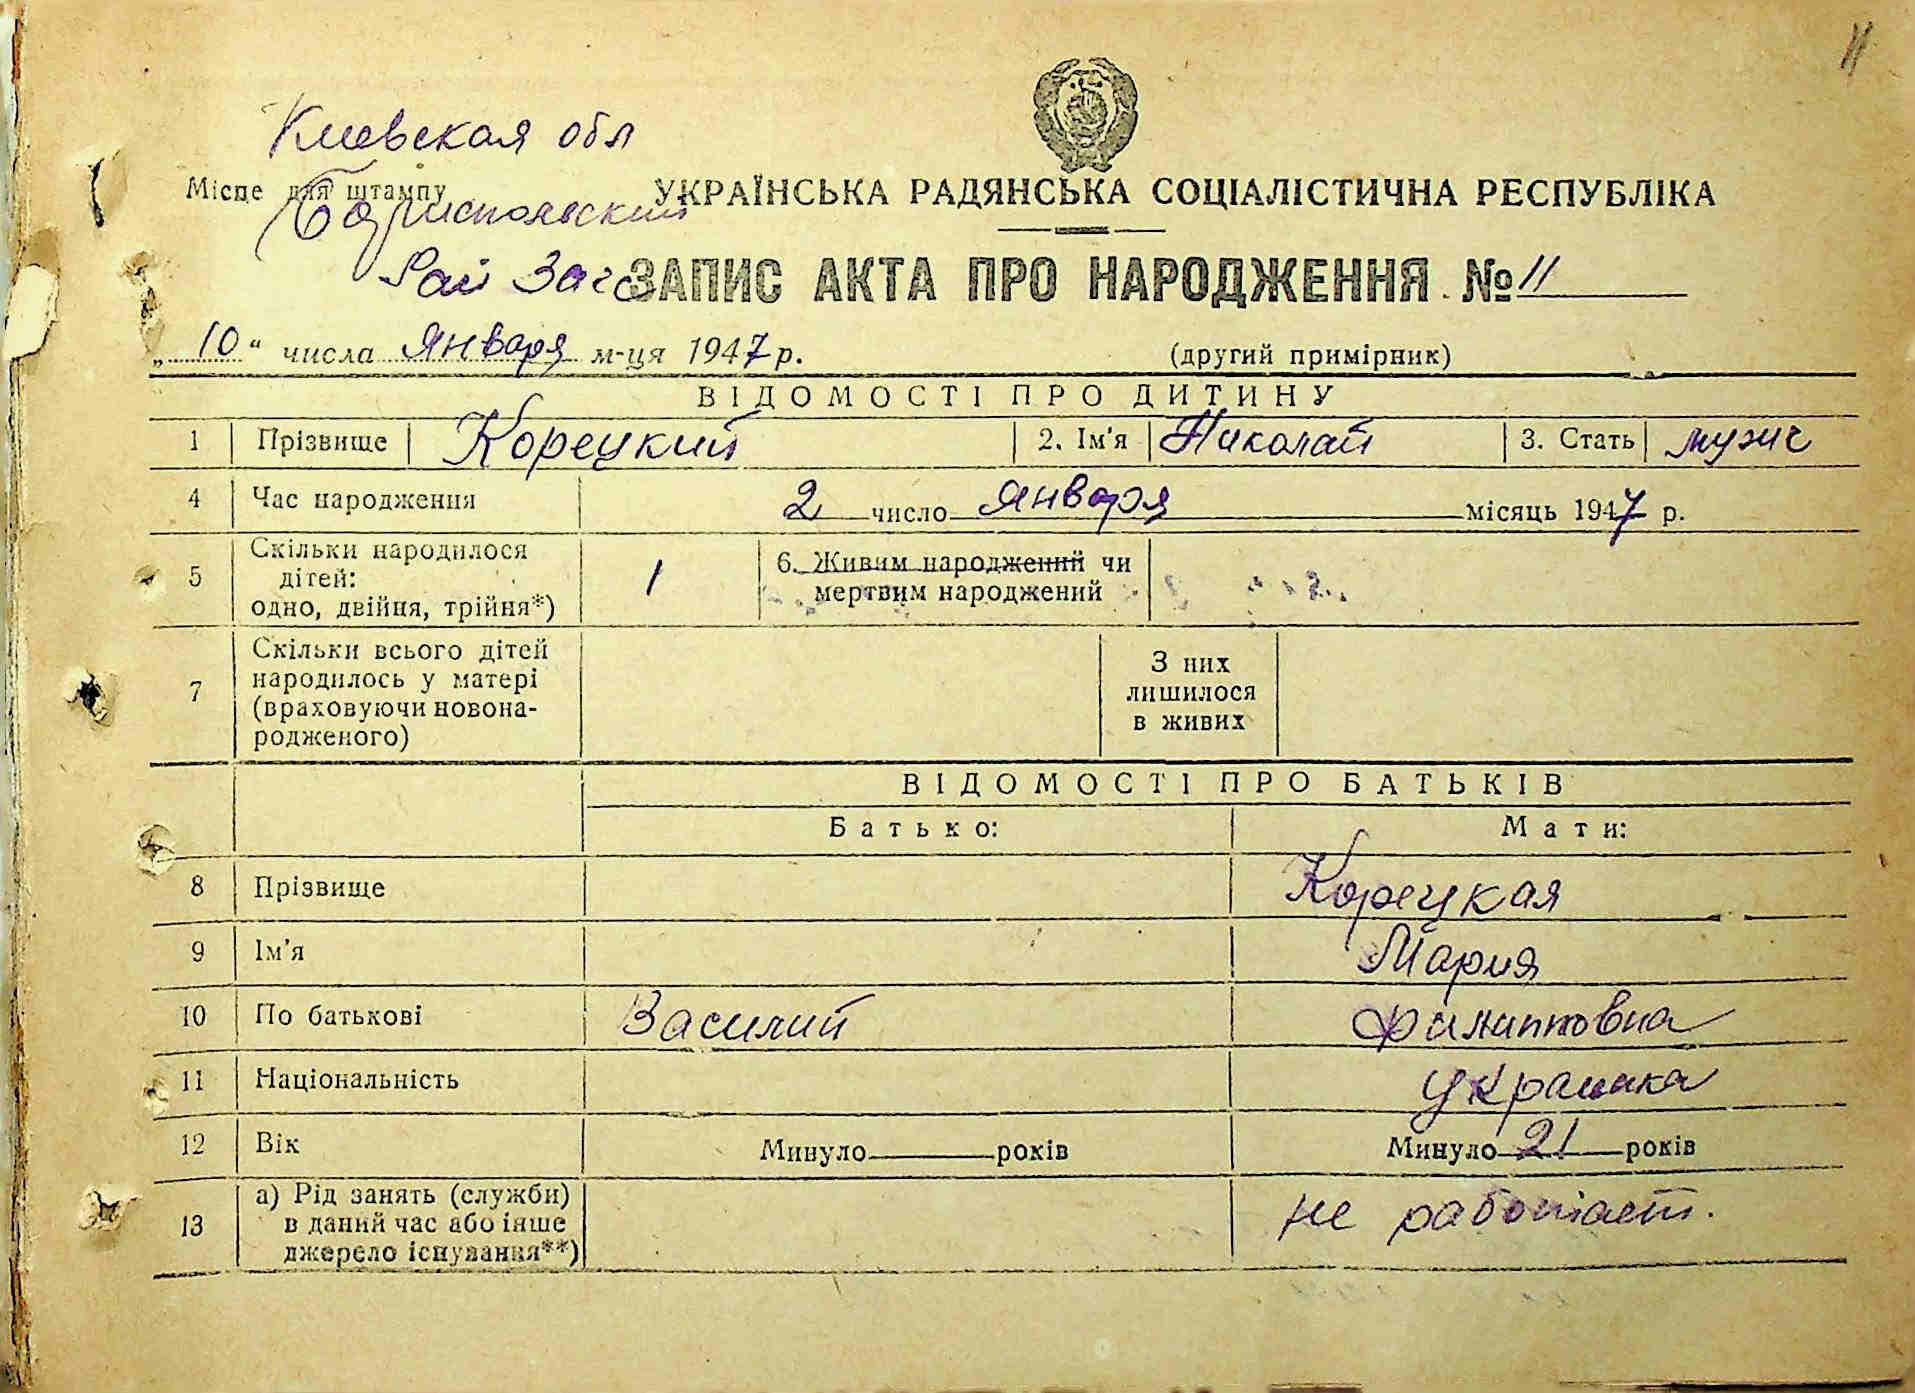 11
Киевская обл
Місце для штампу
УКРАЇНСЬКА РАДЯНСЬКА СОЦІАЛІСТИЧНА РЕСПУБЛІКА
Бориспольский
Рай Загс
ЗАПИС АКТА ПРО НАРОДЖЕННЯ №11
„10“ числа января м-ця 1947 р. (другий примірник)
ВІДОМОСТІ ПРО ДИТИНУ
1 Прізвище Корецкий 2. Ім'я Николай 3. Стать мужс
4 Час народження 2 число января місяць 1947 р.
5 Скільки народилося дітей: одно, двійня, трійня*) 1 6. Живим народжений чи мертвим народжений
7 Скільки всього дітей народилось у матері (враховуючи новонародженого) З них лишилося в живих
ВІДОМОСТІ ПРО БАТЬКІВ
Батько: Мати:
8 Прізвище Корецкая
9 Ім'я Мария
10 По батькові Василий Филипповна
11 Національність украинка
12 Вік Минуло років Минуло 21 років
13 а) Рід занять (служби) в даний час або інше джерело існування**) не работает.